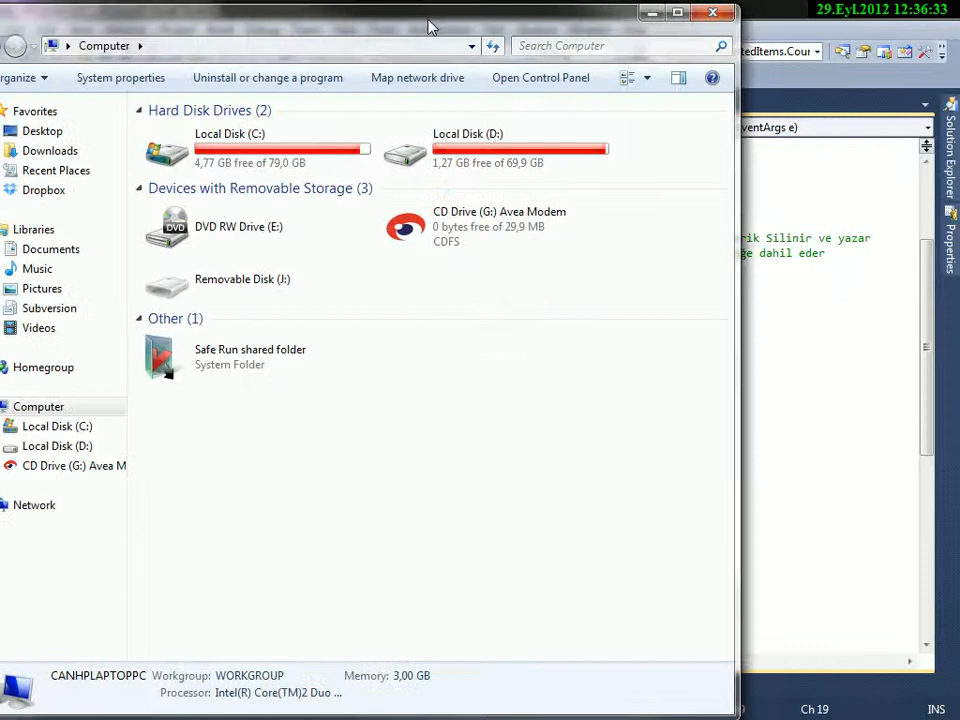 29.Eyl.2012 12:36:33
Computer
Search Computer
tedItems.Cour
rganize
System properties
Uninstall or change a program
Map network drive
Open Control Panel
Favorites
Desktop
Downloads
Recent Places
Dropbox
Libraries
Documents
Music
Pictures
Subversion
Videos
Homegroup
Computer
Local Disk (C:)
Local Disk (D:)
CD Drive (G:) Avea M
Network
Hard Disk Drives (2)
Local Disk (C:)
4,77 GB free of 79,0 GB
Local Disk (D:)
1,27 GB free of 69,9 GB
Devices with Removable Storage (3)
DVD
DVD RW Drive (E:)
CD Drive (G:) Avea Modem
0 bytes free of 29,9 MB
CDFS
Removable Disk (J:)
Other (1)
Safe Run shared folder
System Folder
ventArgs e)
rik Silinir ve yazar
ğe dahil eder
Solution Explorer
Properties
CANHPLAPTOPPC
Workgroup: WORKGROUP
Memory: 3,00 GB
Processor: Intel(R) Core(TM)2 Duo ...
9
Ch 19
INS